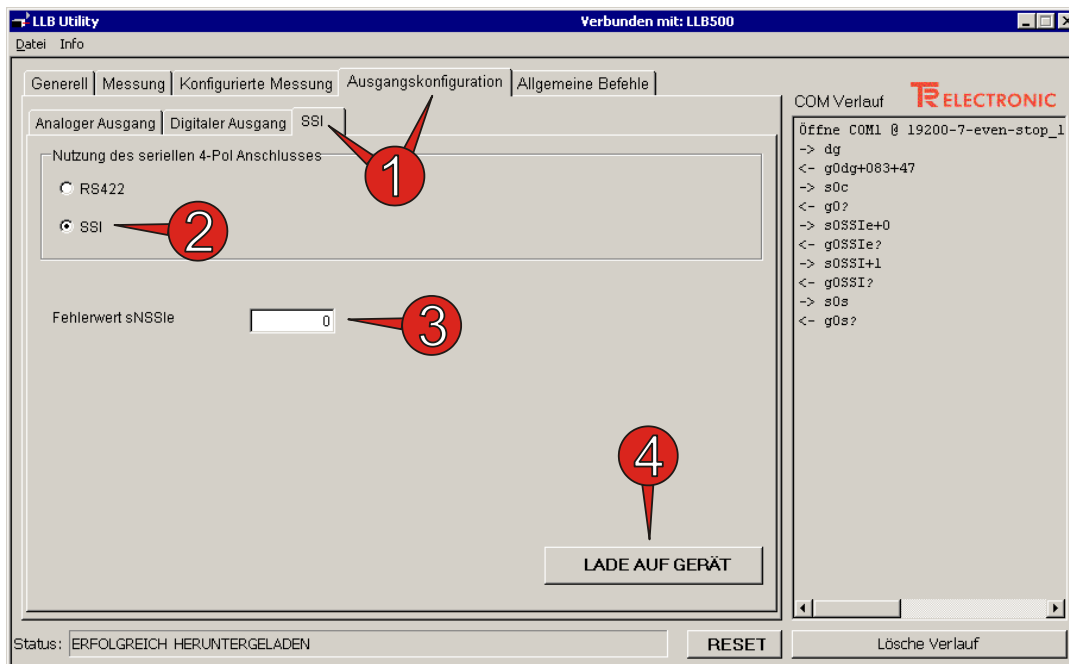 LLB Utility
Verbunden mit: LLB500
Datei Info
Generell Messung Konfigurierte Messung Ausgangskonfiguration Allgemeine Befehle
Analoger Ausgang Digitaler Ausgang SSI
Nutzung des seriellen 4-Pol Anschlusses
RS422
SSI
1
2
Fehlerwert sNSSIe 0
3
4
LADE AUF GERÄT
COM Verlauf
TR ELECTRONIC
Öffne COM1 @ 19200-7-even-stop_1
-> dg
<- g0dg+083+47
-> s0c
<- g0?
-> s0SSIe+0
<- g0SSIe?
-> s0SSI+1
<- g0SSI?
-> s0s
<- g0s?
Status: ERFOLGREICH HERUNTERGELADEN
RESET
Lösche Verlauf